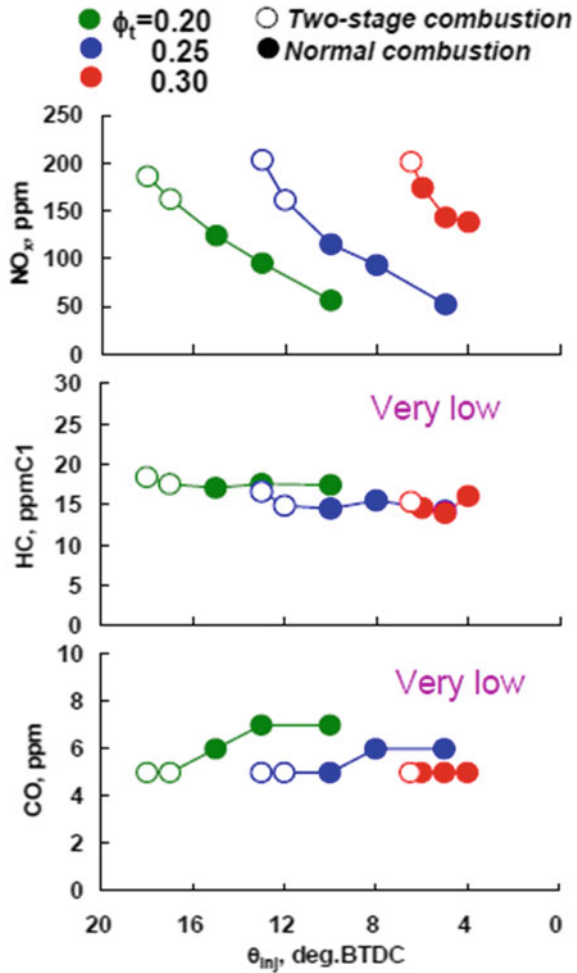 ϕt=0.20 Two-stage combustion
0.25 Normal combustion
0.30
250
200
150
100
50
0
NOx, ppm
30
25
20
15
10
5
0
HC, ppmC1
Very low
10
8
6
4
2
0
CO, ppm
Very low
20 16 12 8 4 0
θinj, deg.BTDC